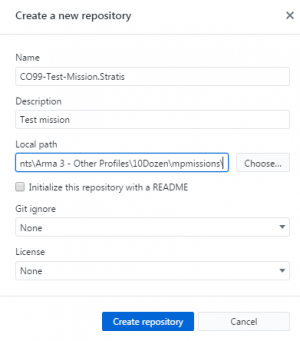 Create a new repository
Name
CO99-Test-Mission.Stratis
Description
Test mission
Local path
nts\Arma 3 - Other Profiles\10Dozen\mpmissions\
Choose...
Initialize this repository with a README
Git ignore
None
License
None
Create repository
Cancel